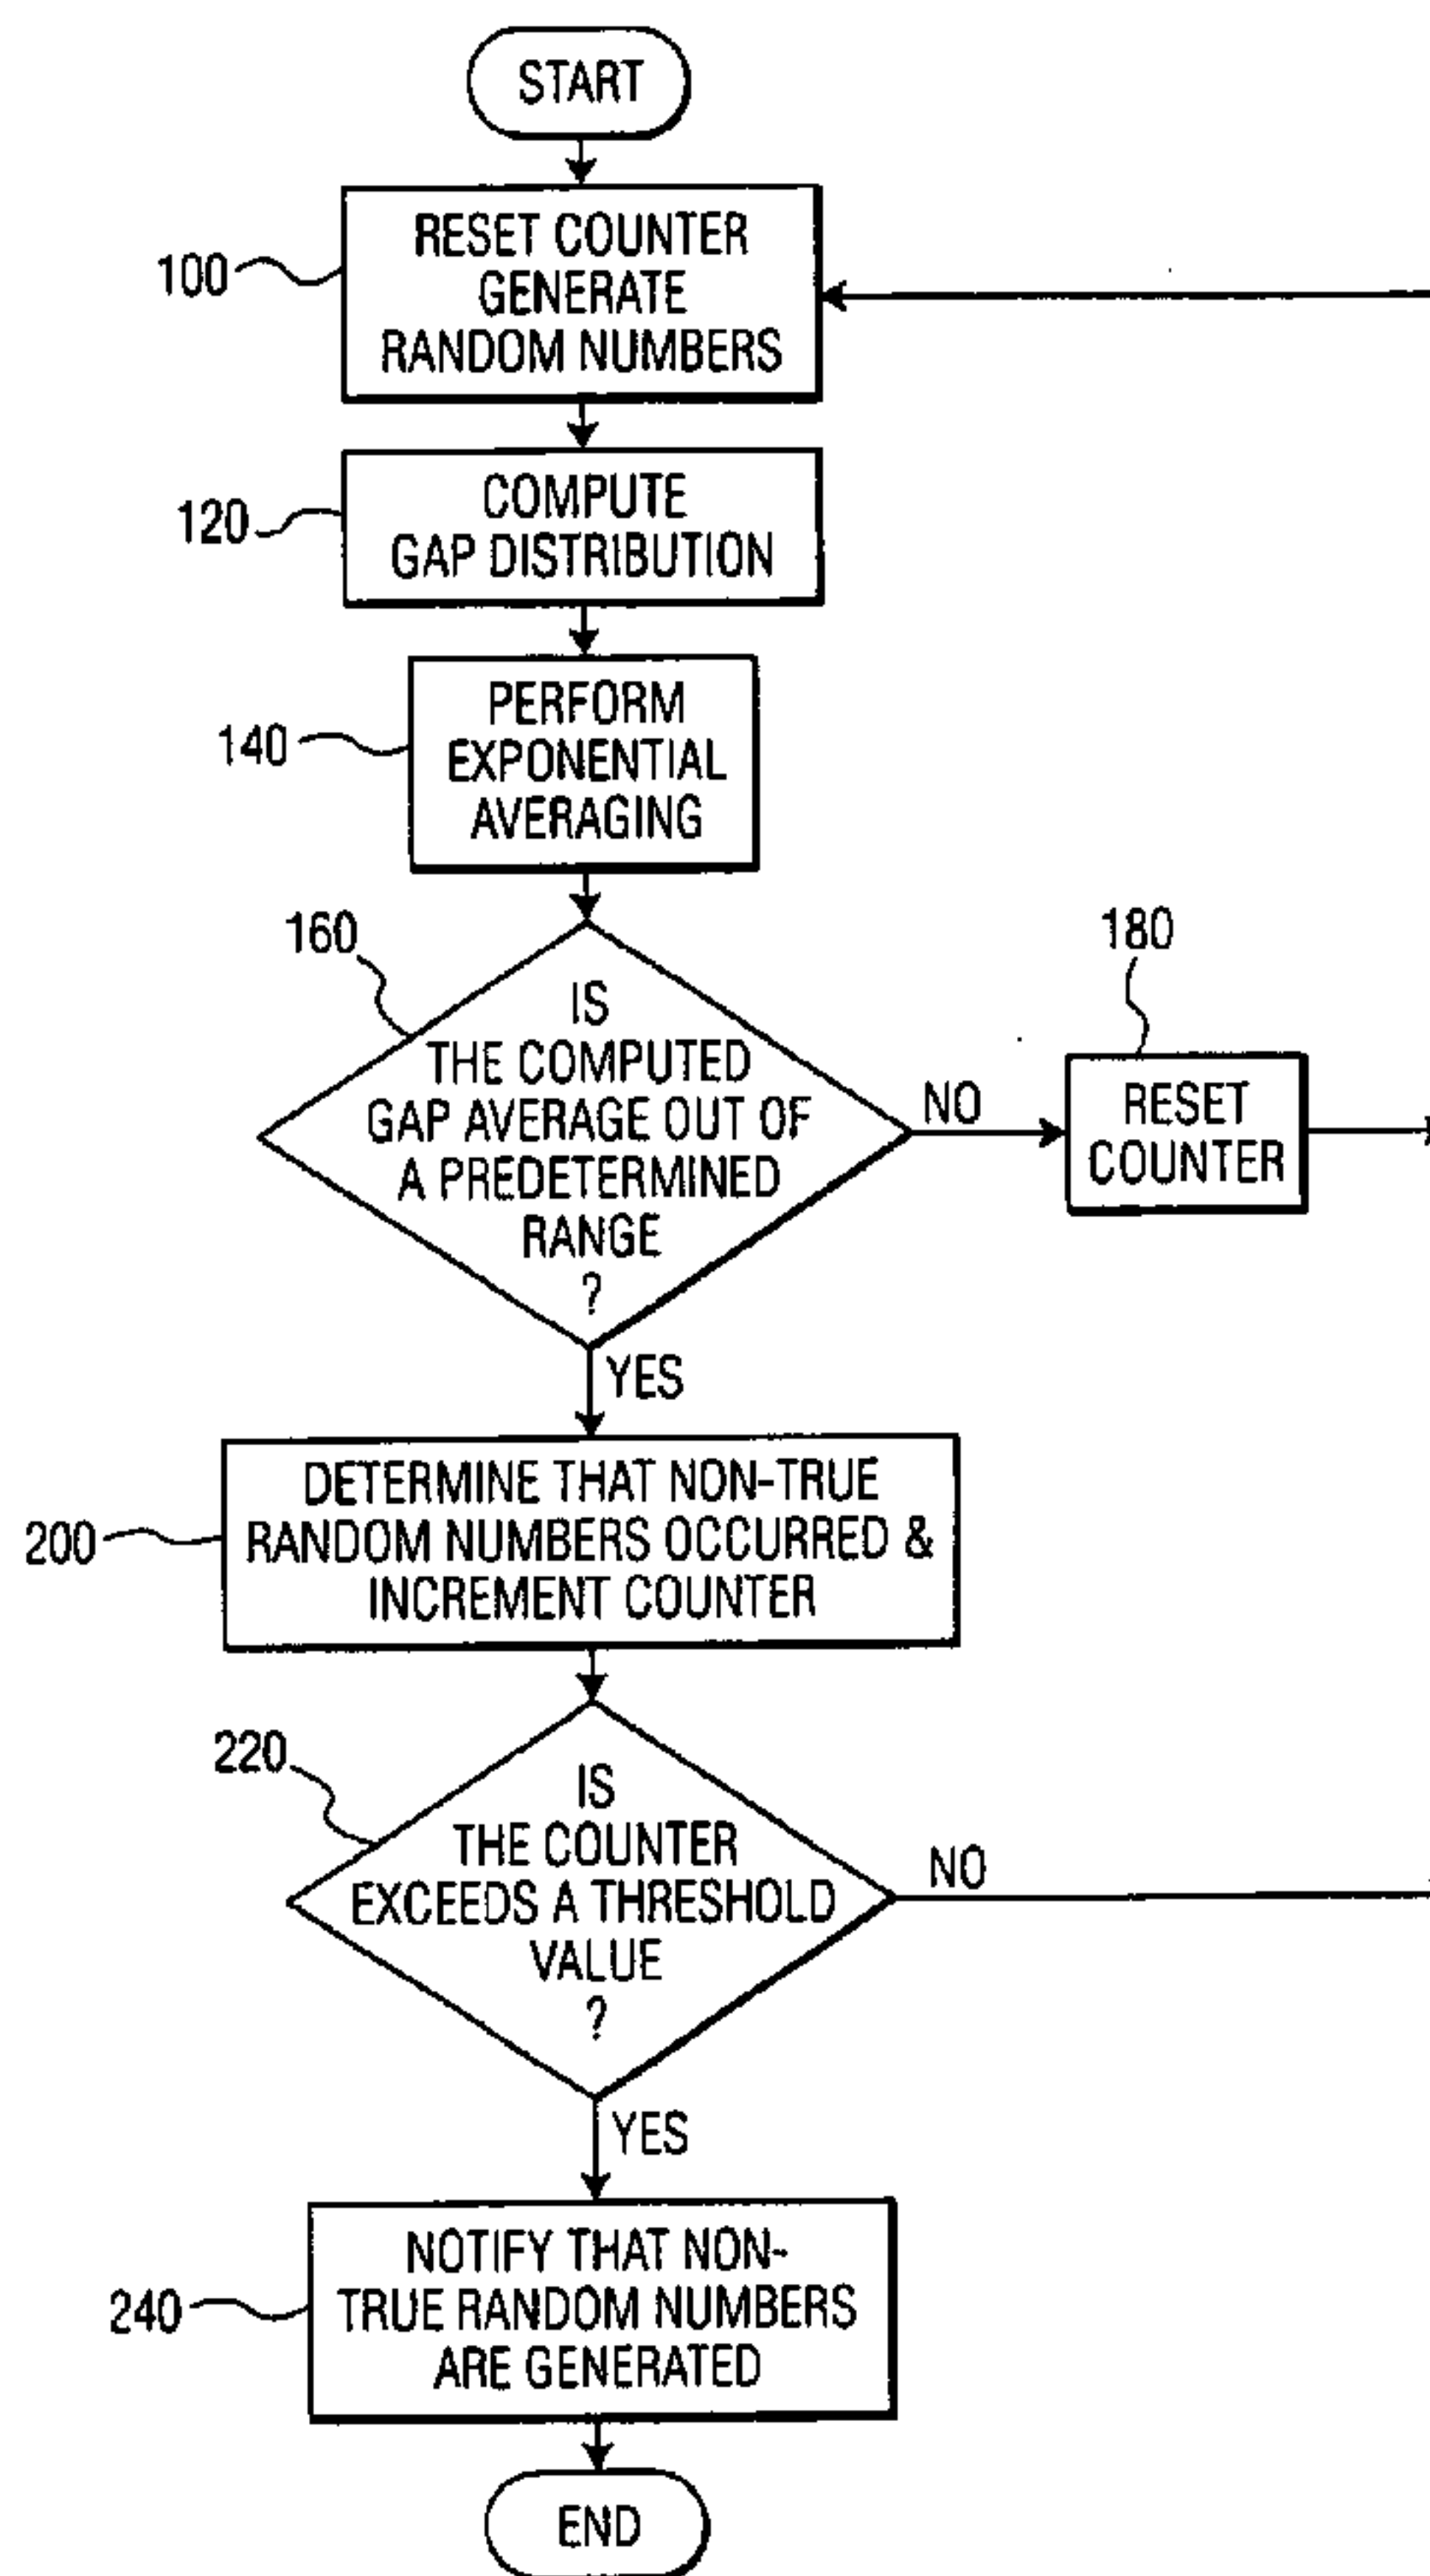 START
100
RESET COUNTER
GENERATE
RANDOM NUMBERS
120
COMPUTE
GAP DISTRIBUTION
140
PERFORM
EXPONENTIAL
AVERAGING
160
IS
THE COMPUTED
GAP AVERAGE OUT OF
A PREDETERMINED
RANGE
?
NO
180
RESET
COUNTER
YES
200
DETERMINE THAT NON-TRUE
RANDOM NUMBERS OCCURRED &
INCREMENT COUNTER
220
IS
THE COUNTER
EXCEEDS A THRESHOLD
VALUE
?
NO
YES
240
NOTIFY THAT NON-
TRUE RANDOM NUMBERS
ARE GENERATED
END